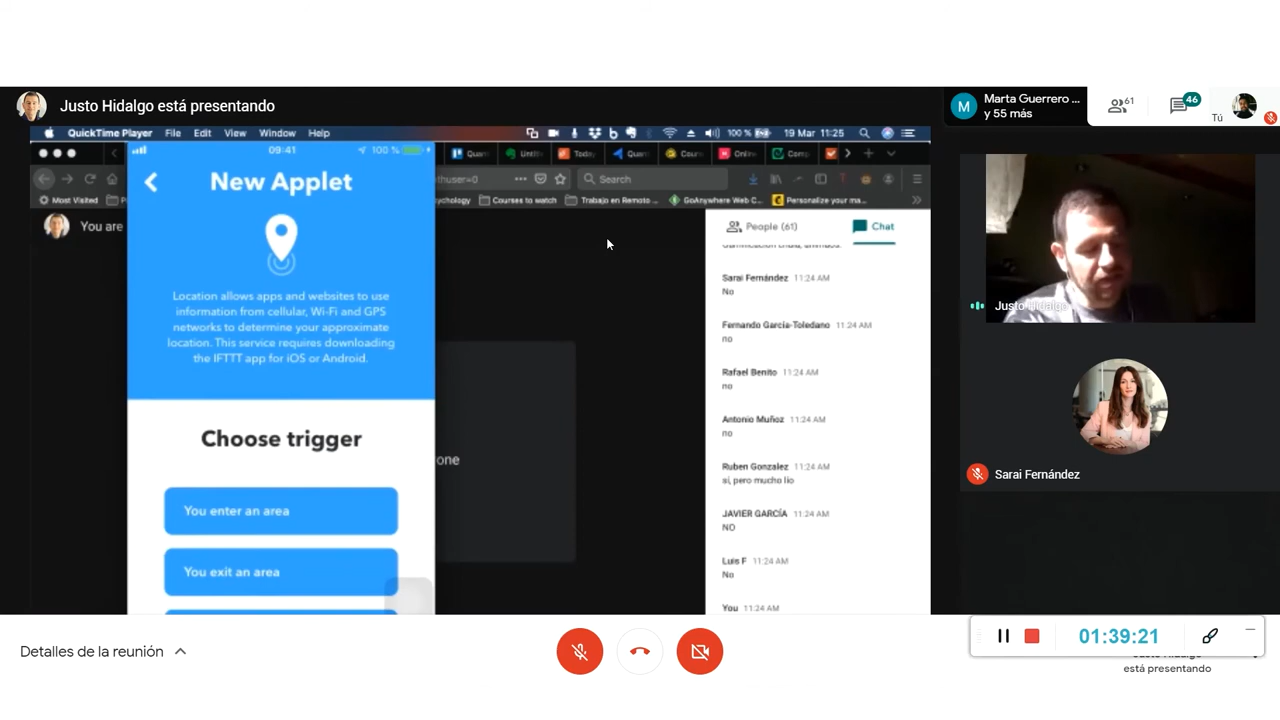 Justo Hidalgo está presentando
Marta Guerrero ...
y 55 más
61
46
Tú
M
QuickTime Player File Edit View Window Help
100 % 19 Mar 11:25
09:41
100 %
New Applet
Location allows apps and websites to use
information from cellular, Wi-Fi and GPS
networks to determine your approximate
location. This service requires downloading
the IFTTT app for iOS or Android.
Choose trigger
You enter an area
You exit an area
Today
thuser=0
Search
Most Visited
ychology
Courses to watch
Trabajo en Remoto ...
GoAnywhere Web C...
Personalize your ma...
You are
one
People (61)
Chat
Sarai Fernández 11:24 AM
No
Fernando García-Toledano 11:24 AM
no
Rafael Benito 11:24 AM
no
Antonio Muñoz 11:24 AM
no
Ruben Gonzalez 11:24 AM
sí, pero mucho lío
JAVIER GARCÍA 11:24 AM
NO
Luis F 11:24 AM
No
You 11:24 AM
Justo Hidalgo
Sarai Fernández
Detalles de la reunión
01:39:21
está presentando